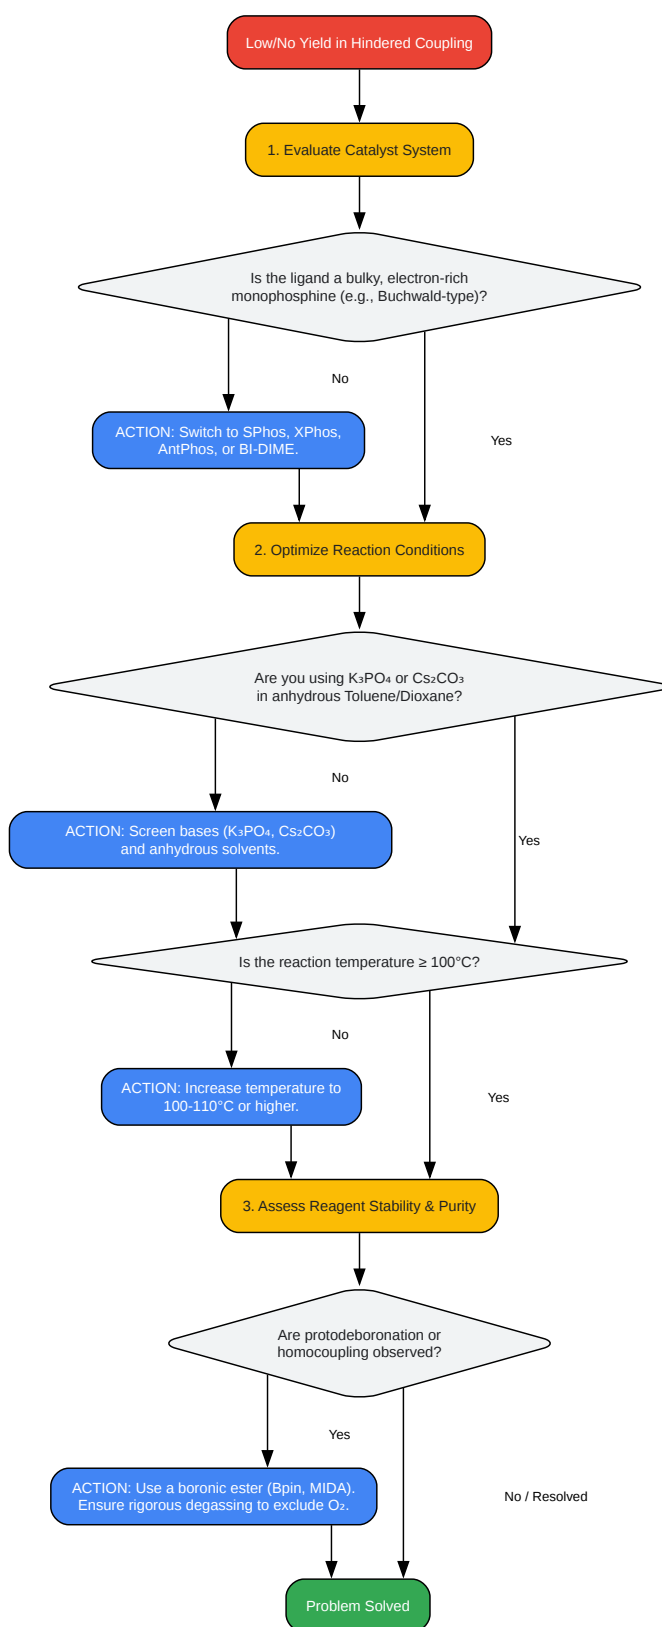 Low/No Yield in Hindered Coupling
1. Evaluate Catalyst System
Is the ligand a bulky, electron-rich
monophosphine (e.g., Buchwald-type)?
No
ACTION: Switch to SPhos, XPhos,
AntPhos, or BI-DIME.
Yes
2. Optimize Reaction Conditions
Are you using K₃PO₄ or Cs₂CO₃
in anhydrous Toluene/Dioxane?
No
ACTION: Screen bases (K₃PO₄, Cs₂CO₃)
and anhydrous solvents.
Yes
Is the reaction temperature ≥ 100°C?
No
ACTION: Increase temperature to
100-110°C or higher.
Yes
3. Assess Reagent Stability & Purity
Are protodeboronation or
homocoupling observed?
Yes
ACTION: Use a boronic ester (Bpin, MIDA).
Ensure rigorous degassing to exclude O₂.
No / Resolved
Problem Solved